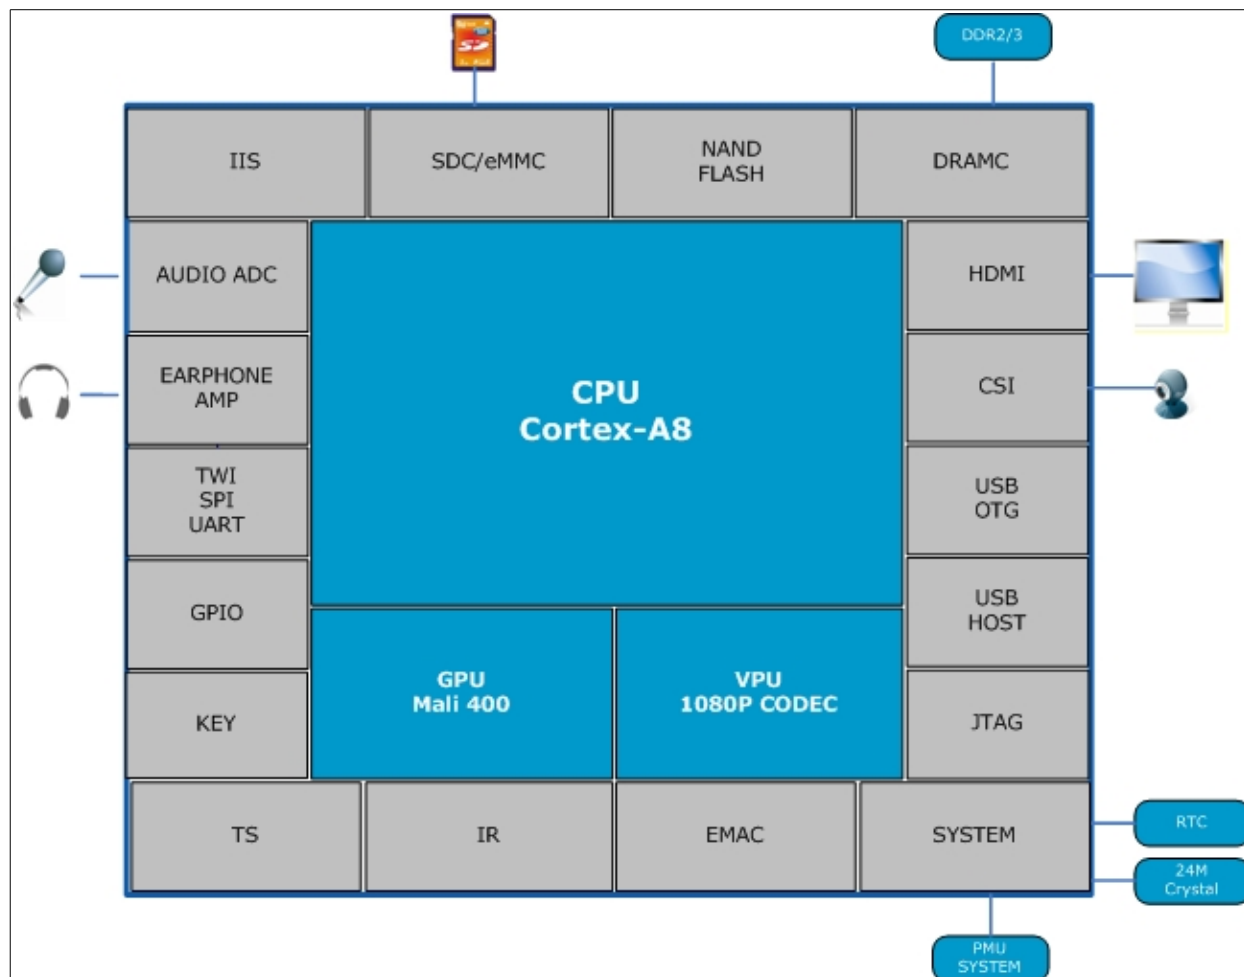 DDR2/3
IIS
SDC/eMMC
NAND
FLASH
DRAMC
AUDIO ADC
HDMI
EARPHONE
AMP
CPU
Cortex-A8
CSI
TWI
SPI
UART
USB
OTG
GPIO
USB
HOST
GPU
Mali 400
VPU
1080P CODEC
KEY
JTAG
TS
IR
EMAC
SYSTEM
RTC
24M
Crystal
PMU
SYSTEM